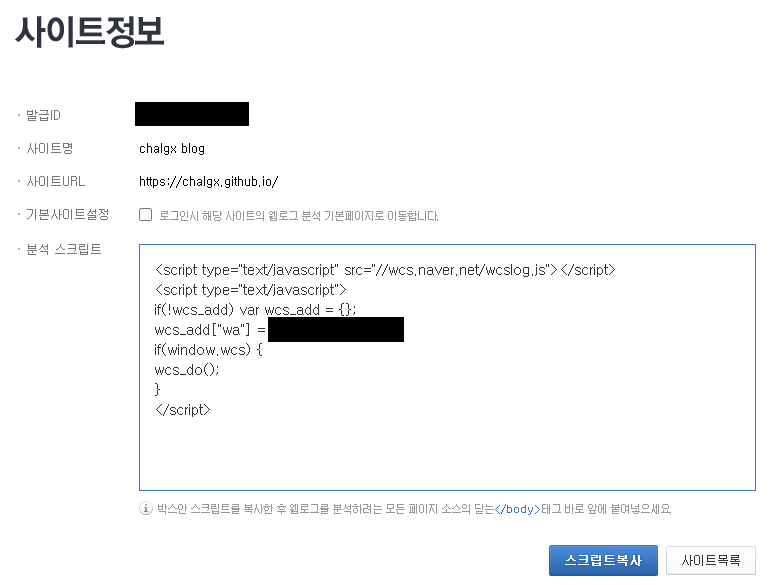 사이트정보
· 발급ID
· 사이트명 chalgx blog
· 사이트URL https://chalgx.github.io/
· 기본사이트설정 로그인시 해당 사이트의 웹로그 분석 기본페이지로 이동합니다.
· 분석 스크립트
<script type="text/javascript" src="//wcs.naver.net/wcslog.js"></script>
<script type="text/javascript">
if(!wcs_add) var wcs_add = {};
wcs_add["wa"] =
if(window.wcs) {
wcs_do();
}
</script>
박스안 스크립트를 복사한 후 웹로그를 분석하려는 모든 페이지 소스의 닫는</body>태그 바로 앞에 붙여넣으세요.
스크립트복사 사이트목록